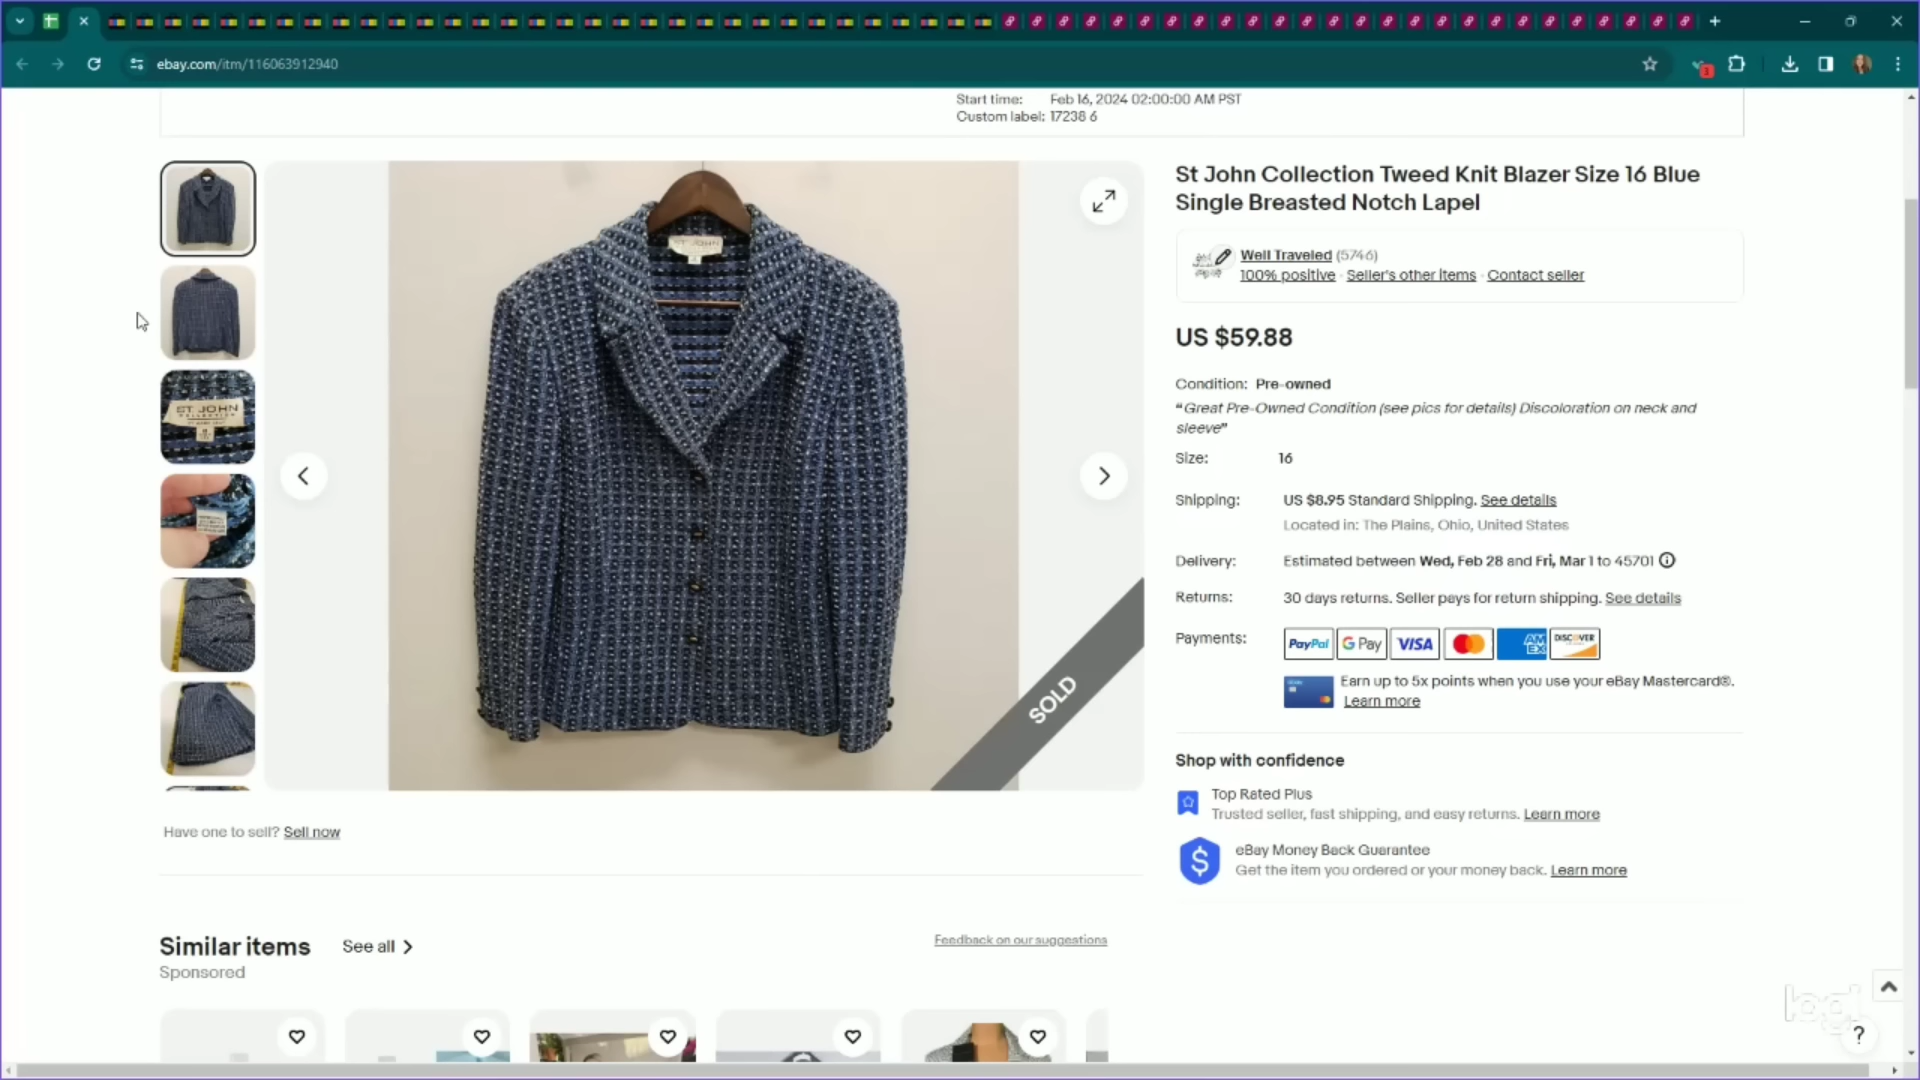 ebay.com/itm/116063912940
1
Start time: Feb 16, 2024 02:00:00 AM PST
Custom label: 17238 6
St John Collection Tweed Knit Blazer Size 16 Blue
Single Breasted Notch Lapel
Well Traveled (5746)
100% positive · Seller's other items · Contact seller
US $59.88
Condition: Pre-owned
“Great Pre-Owned Condition (see pics for details) Discoloration on neck and
sleeve”
Size: 16
Shipping: US $8.95 Standard Shipping. See details
Located in: The Plains, Ohio, United States
Delivery: Estimated between Wed, Feb 28 and Fri, Mar 1 to 45701
Returns: 30 days returns. Seller pays for return shipping. See details
Payments: PayPal G Pay VISA AMEX DISCOVER
Earn up to 5x points when you use your eBay Mastercard®.
Learn more
Shop with confidence
Top Rated Plus
Trusted seller, fast shipping, and easy returns. Learn more
$
eBay Money Back Guarantee
Get the item you ordered or your money back. Learn more
ST JOHN
ST JOHN
COLLECTION
SOLD
Have one to sell? Sell now
Similar items See all
Sponsored
Feedback on our suggestions
logi
?